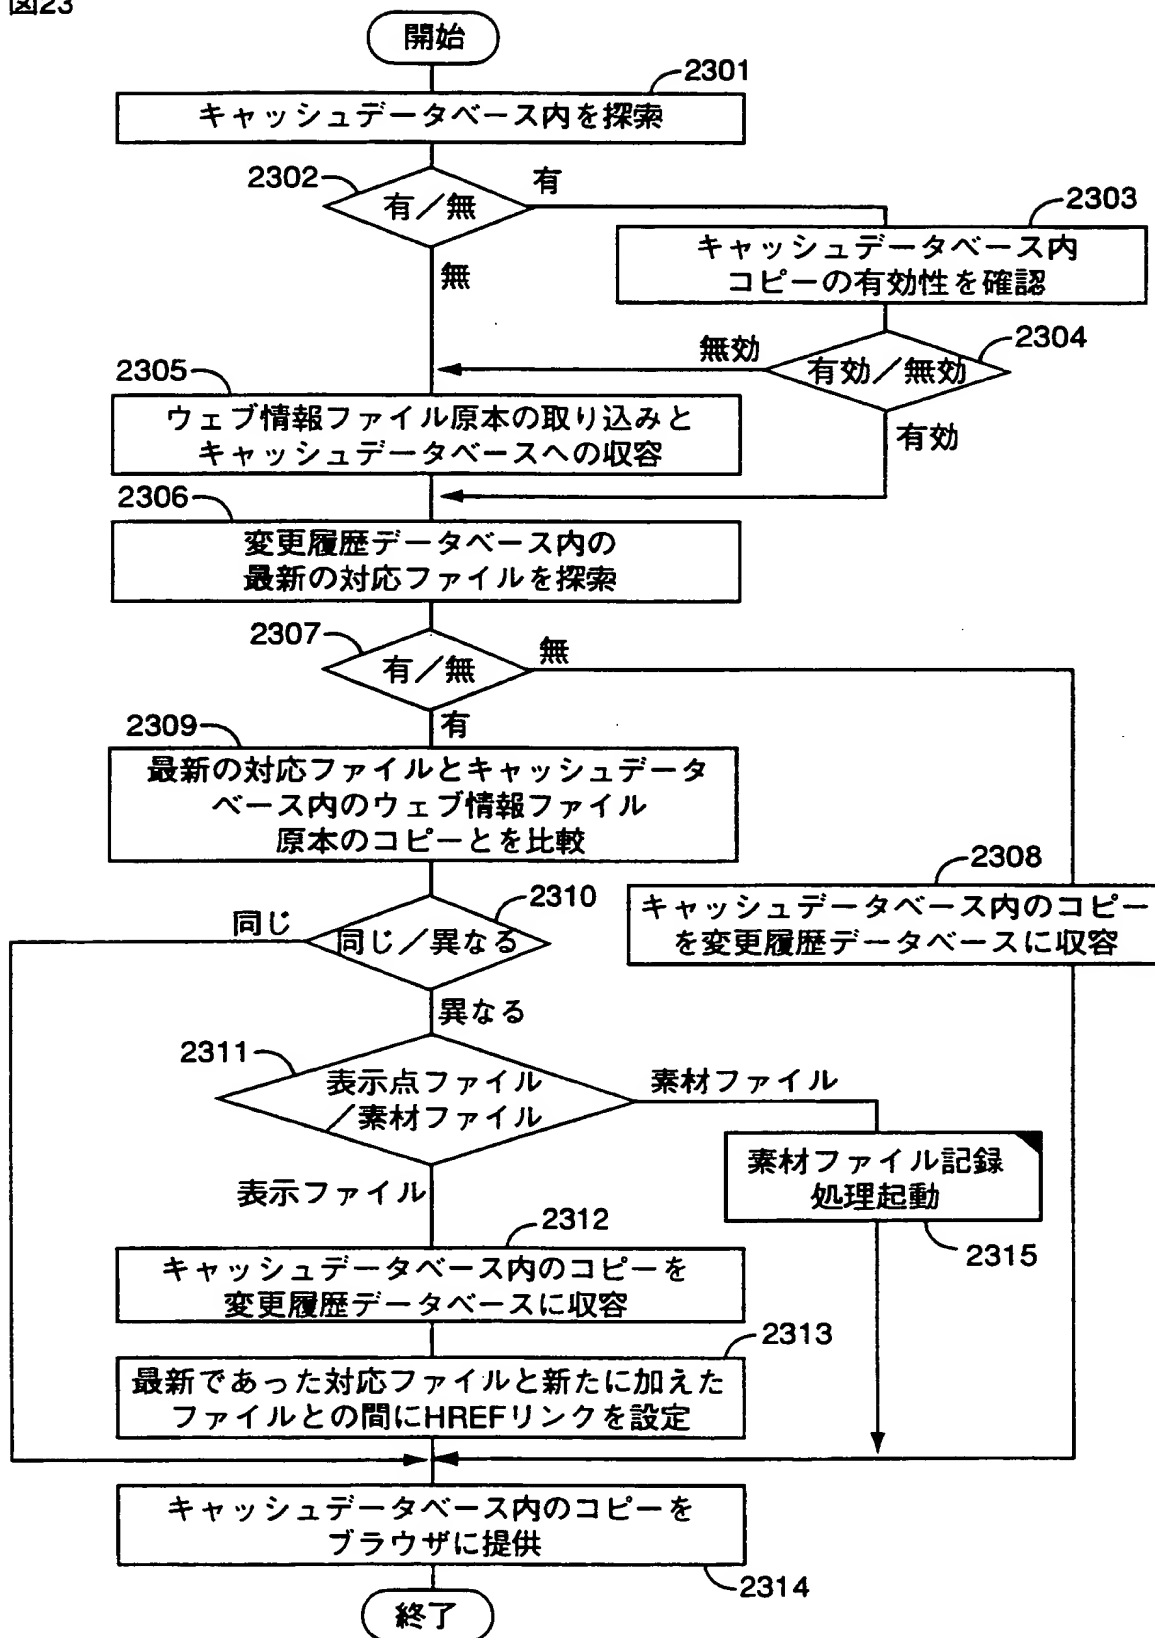 図23
開始
2301
キャッシュデータベース内を探索
2302
有／無
有
無
2303
キャッシュデータベース内
コピーの有効性を確認
2304
有効／無効
無効
有効
2305
ウェブ情報ファイル原本の取り込みと
キャッシュデータベースへの収容
2306
変更履歴データベース内の
最新の対応ファイルを探索
2307
有／無
無
有
2309
最新の対応ファイルとキャッシュデータ
ベース内のウェブ情報ファイル
原本のコピーとを比較
2308
キャッシュデータベース内のコピー
を変更履歴データベースに収容
2310
同じ／異なる
同じ
異なる
2311
表示点ファイル
／素材ファイル
素材ファイル
表示ファイル
素材ファイル記録
処理起動
2315
2312
キャッシュデータベース内のコピーを
変更履歴データベースに収容
2313
最新であった対応ファイルと新たに加えた
ファイルとの間にHREFリンクを設定
キャッシュデータベース内のコピーを
ブラウザに提供
2314
終了